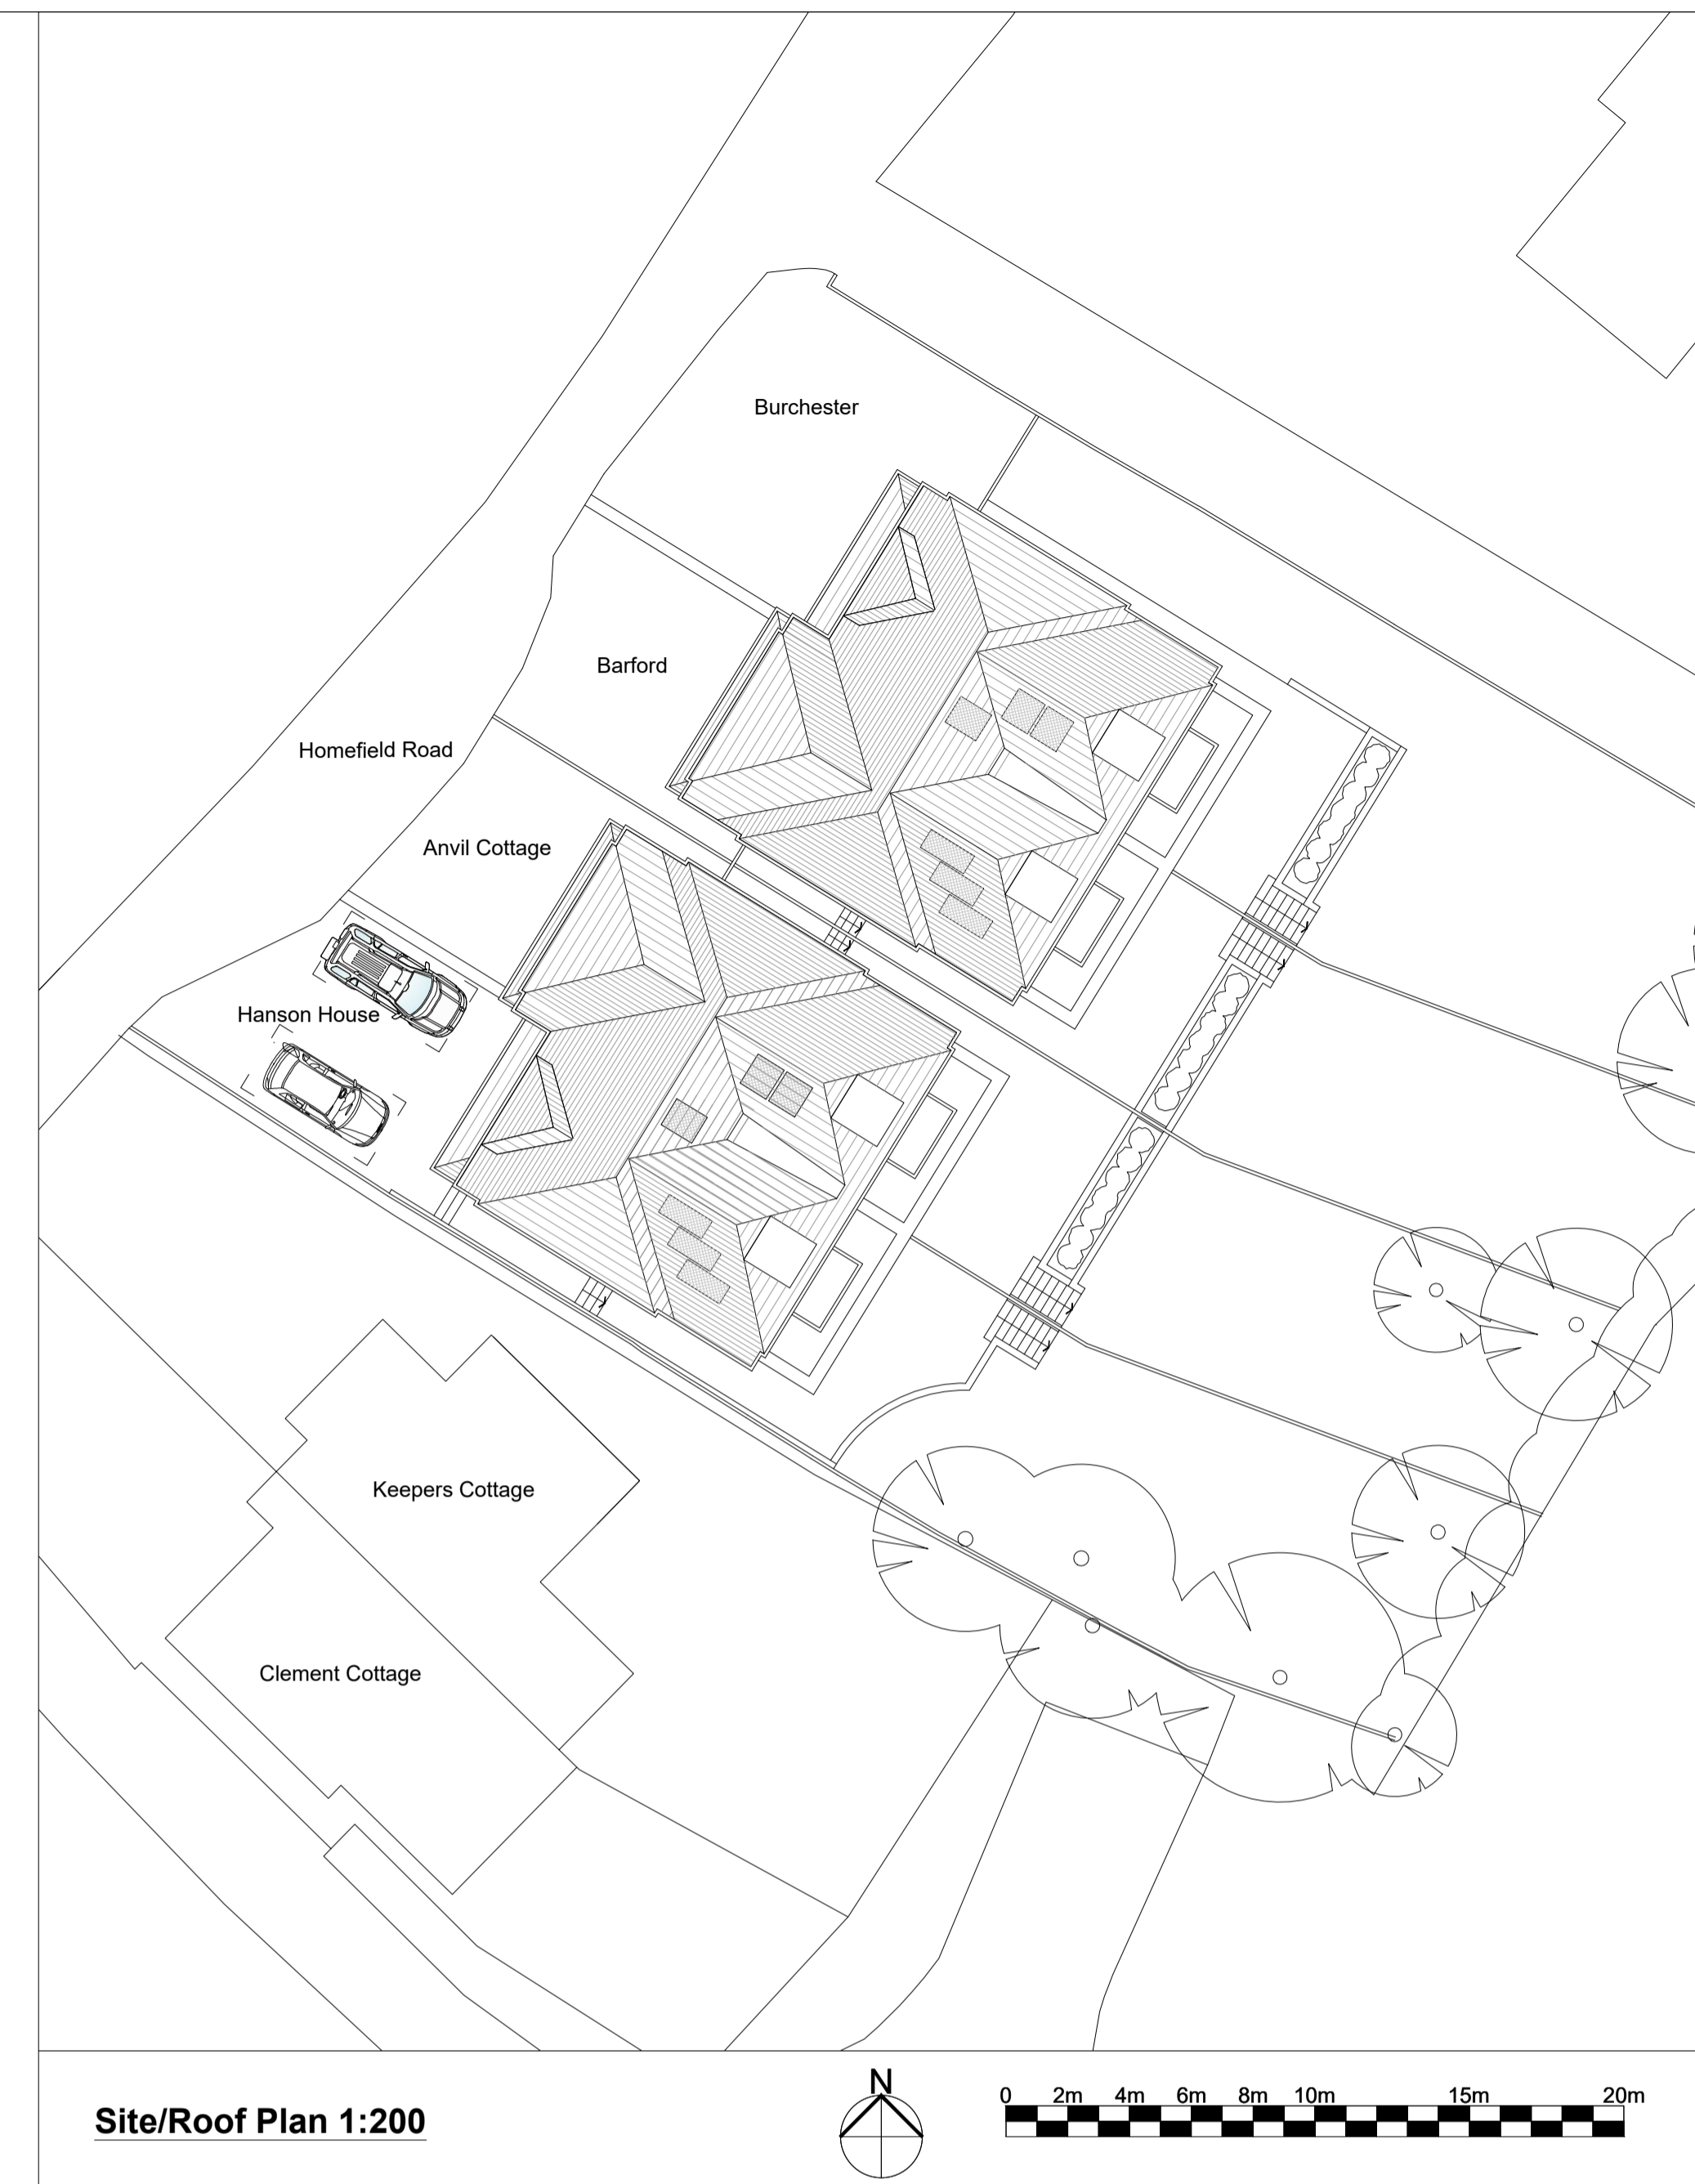 Burchester
Barford
Homefield Road
Anvil Cottage
Hanson House
Keepers Cottage
Clement Cottage
N
0 2m 4m 6m 8m 10m 15m 20m
Site/Roof Plan 1:200